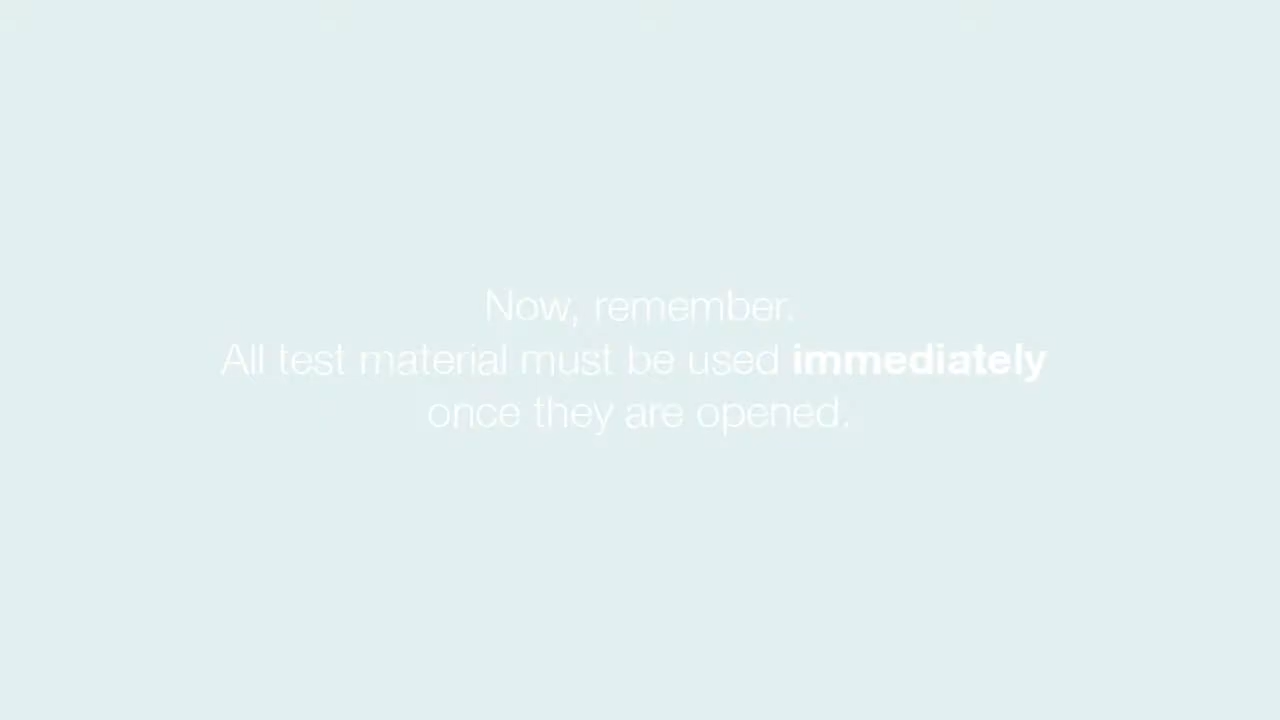 Now, remember.
All test material must be used immediately
once they are opened.